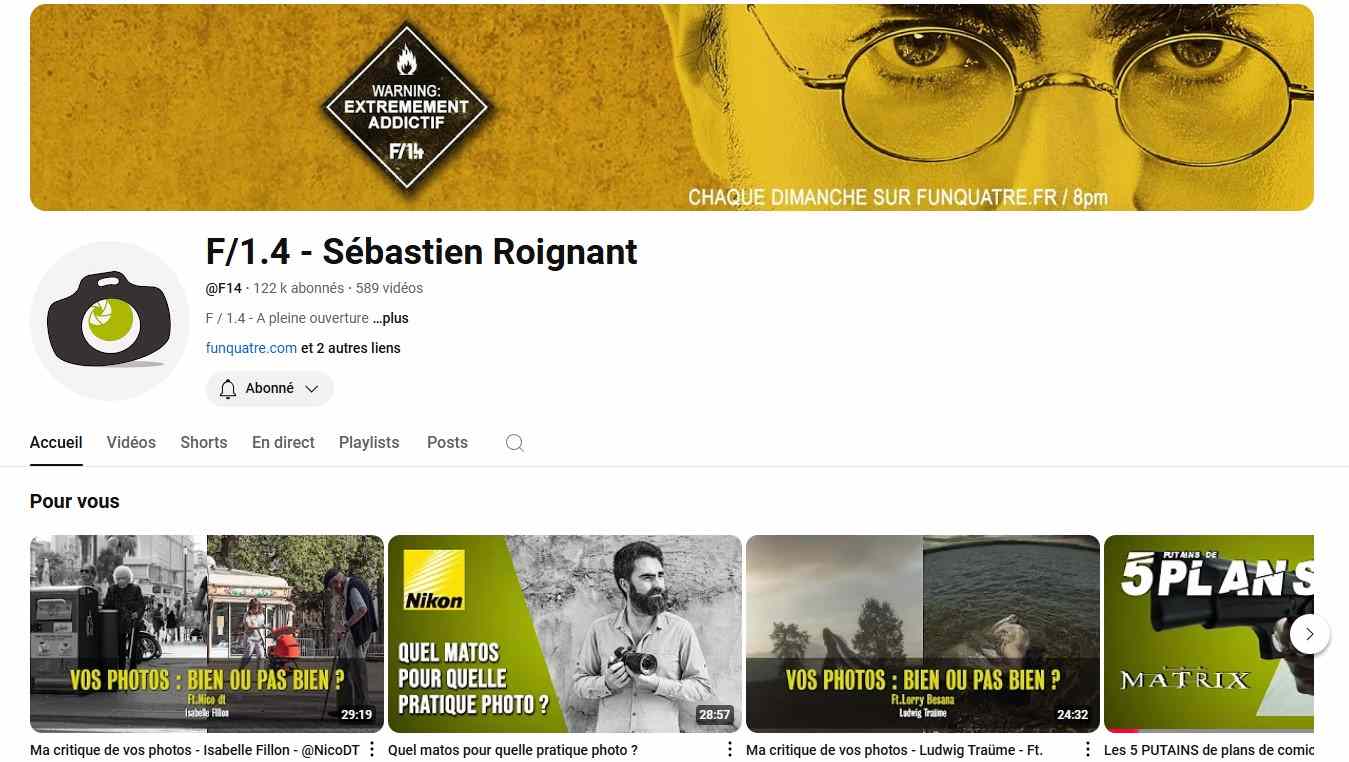 WARNING:
EXTREMEMENT
ADDICTIF
F/1.4
CHAQUE DIMANCHE SUR FUNQUATRE.FR / 8pm
F/1.4 - Sébastien Roignant
@F14 · 122 k abonnés · 589 vidéos
F / 1.4 - A pleine ouverture ...plus
funquatre.com et 2 autres liens
Abonné
Accueil Vidéos Shorts En direct Playlists Posts
Pour vous
VOS PHOTOS : BIEN OU PAS BIEN ?
Ft.Nico dt
Isabelle Fillon
29:19
Nikon
QUEL MATOS
POUR QUELLE
PRATIQUE PHOTO ?
28:57
VOS PHOTOS : BIEN OU PAS BIEN ?
Ft.Lorry Besana
Ludwig Traüme
24:32
PUTAINS DE
5 PLANS
MATRIX
Ma critique de vos photos - Isabelle Fillon - @NicoDT
Quel matos pour quelle pratique photo ?
Ma critique de vos photos - Ludwig Traüme - Ft.
Les 5 PUTAINS de plans de comic